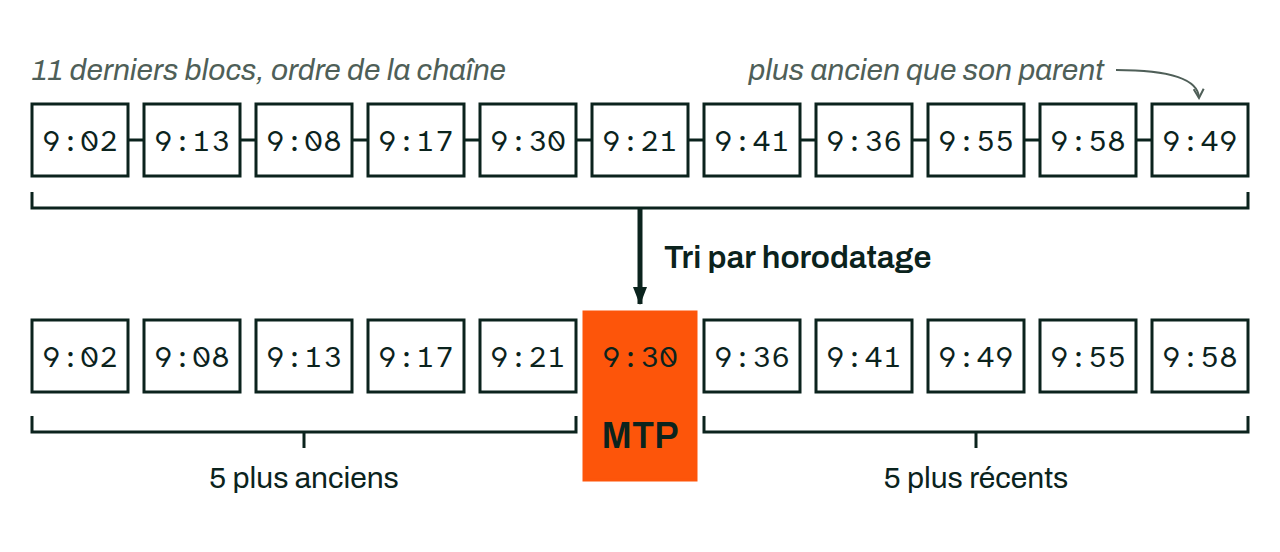 11 derniers blocs, ordre de la chaîne
plus ancien que son parent
9:02 9:13 9:08 9:17 9:30 9:21 9:41 9:36 9:55 9:58 9:49
Tri par horodatage
9:02 9:08 9:13 9:17 9:21 9:30 9:36 9:41 9:49 9:55 9:58
MTP
5 plus anciens
5 plus récents